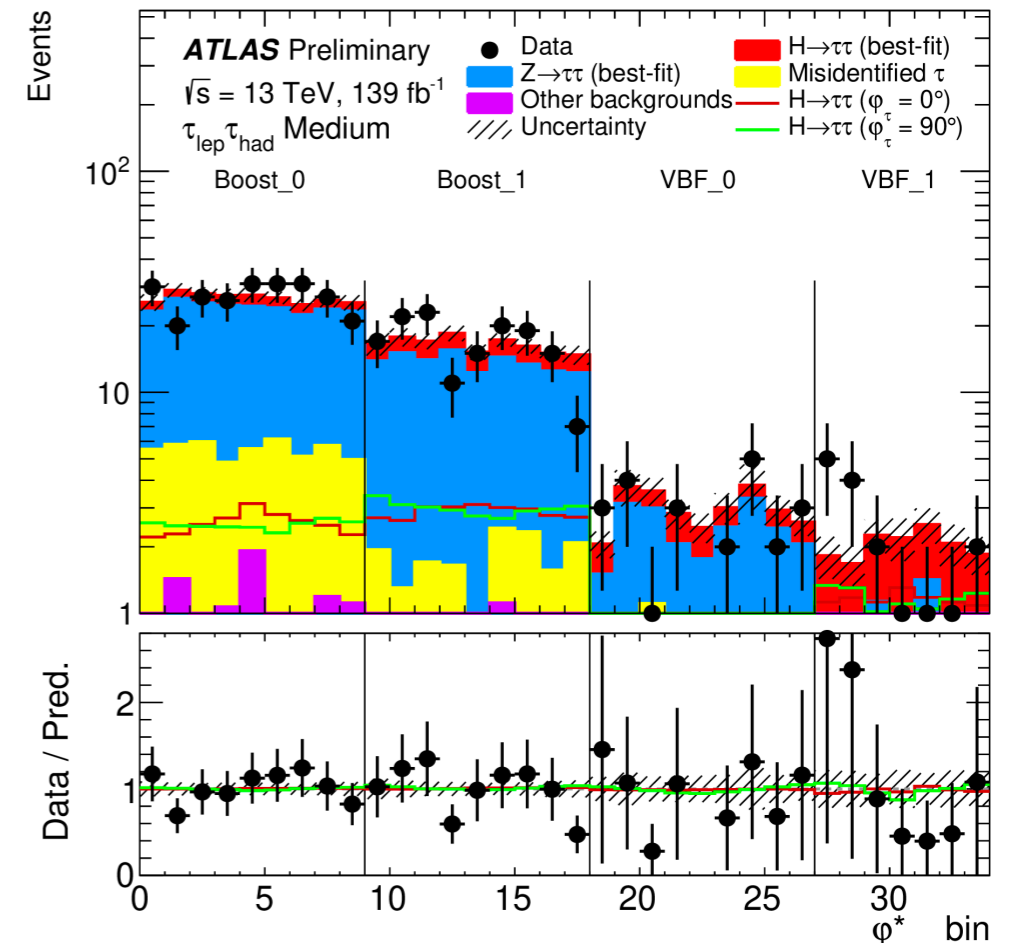 Events
ATLAS Preliminary
√s = 13 TeV, 139 fb⁻¹
τlepτhad Medium
Data
Z→ττ (best-fit)
Other backgrounds
Uncertainty
H→ττ (best-fit)
Misidentified τ
H→ττ (φτ = 0°)
H→ττ (φτ = 90°)
Boost_0 Boost_1 VBF_0 VBF_1
10²
10
1
Data / Pred.
2
1
0
0 5 10 15 20 25 30
φ* bin